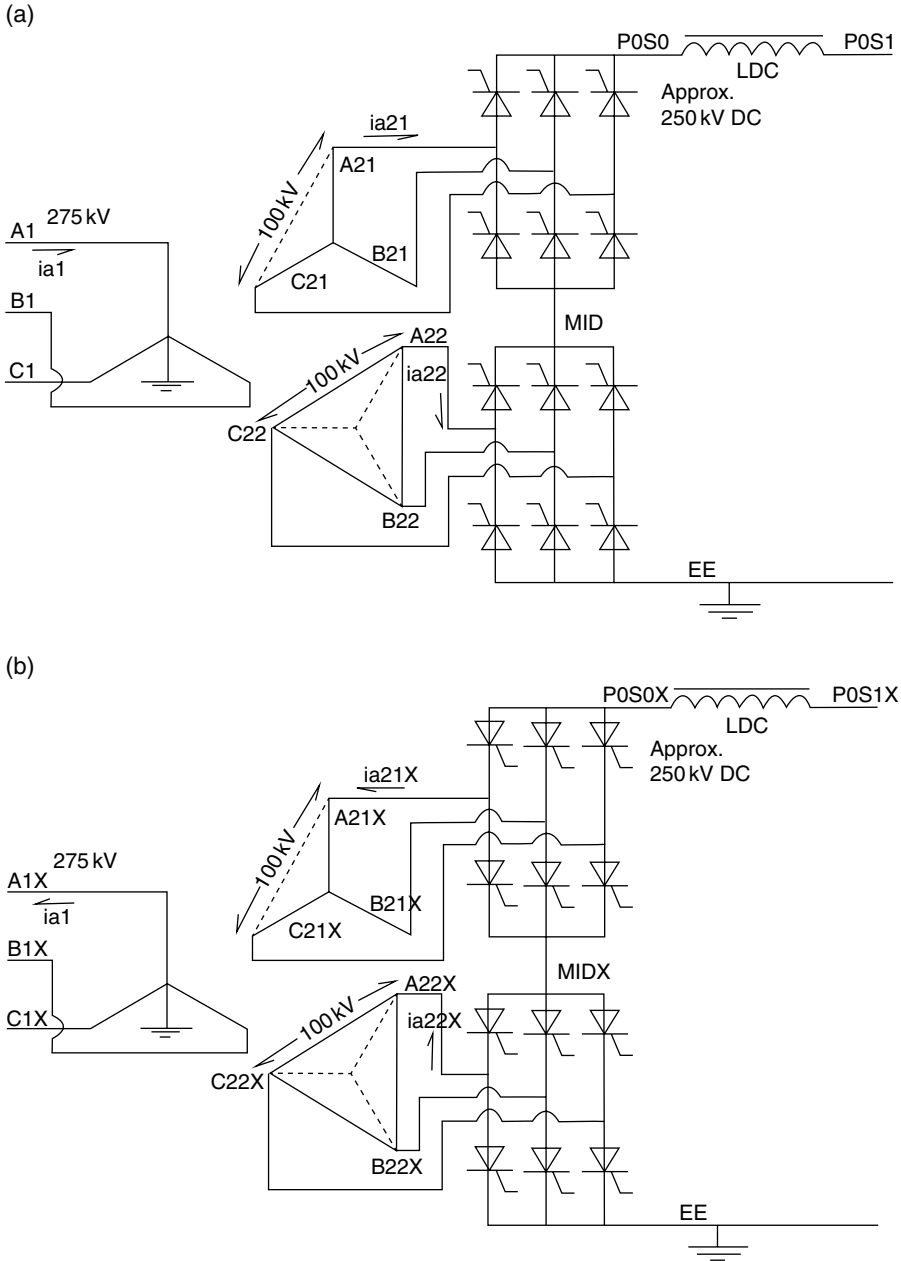 (a)
P0S0
P0S1
LDC
Approx.
250 kV DC
ia21
A21
100 kV
B21
C21
275 kV
A1
ia1
B1
C1
MID
A22
100 kV
ia22
C22
B22
EE
(b)
P0S0X
P0S1X
LDC
Approx.
250 kV DC
ia21X
A21X
100 kV
B21X
C21X
275 kV
A1X
ia1
B1X
C1X
MIDX
A22X
100 kV
ia22X
C22X
B22X
EE